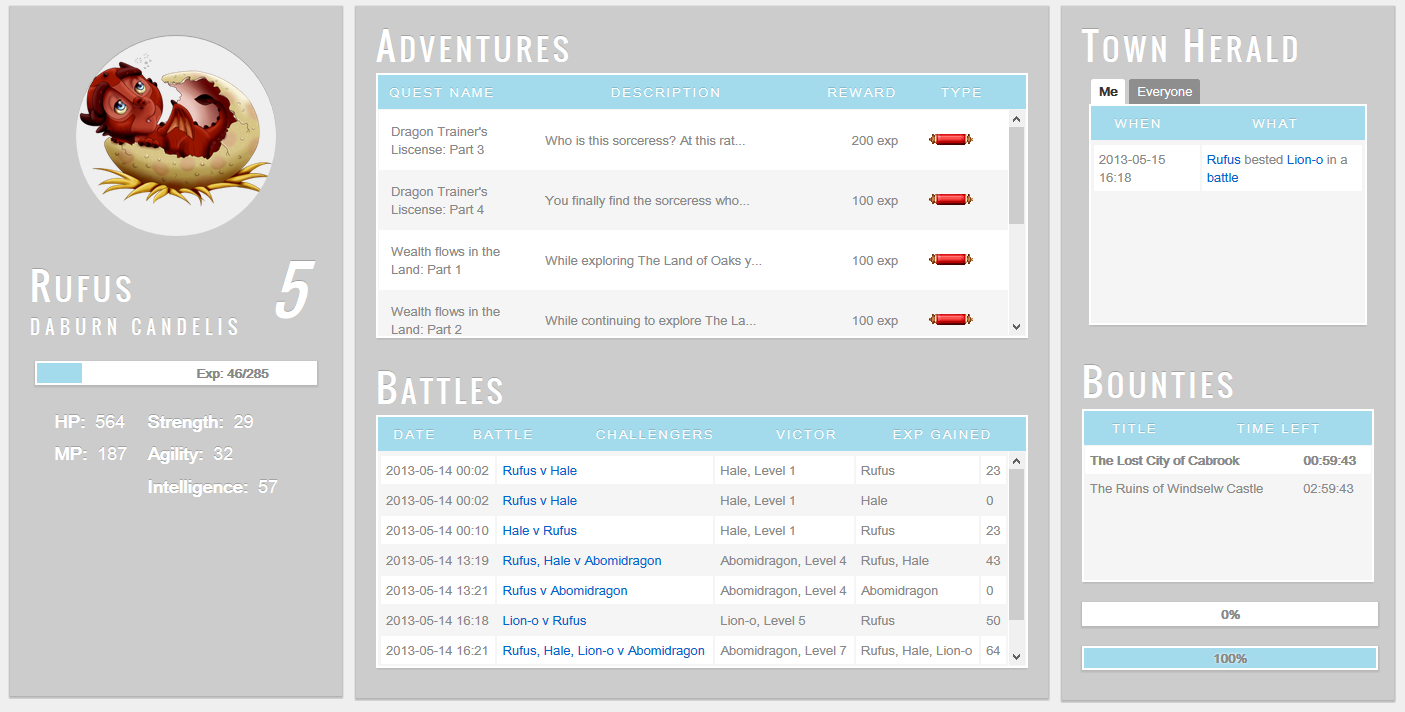 Rufus
5
Daburn Candelis
Exp: 46/285
HP: 564 Strength: 29
MP: 187 Agility: 32
Intelligence: 57
Adventures
QUEST NAME DESCRIPTION REWARD TYPE
Dragon Trainer's
Liscense: Part 3
Who is this sorceress? At this rat...
200 exp
Dragon Trainer's
Liscense: Part 4
You finally find the sorceress who...
100 exp
Wealth flows in the
Land: Part 1
While exploring The Land of Oaks y...
100 exp
Wealth flows in the
Land: Part 2
While continuing to explore The La...
100 exp
Battles
DATE BATTLE CHALLENGERS VICTOR EXP GAINED
2013-05-14 00:02 Rufus v Hale Hale, Level 1 Rufus 23
2013-05-14 00:02 Rufus v Hale Hale, Level 1 Hale 0
2013-05-14 00:10 Hale v Rufus Hale, Level 1 Rufus 23
2013-05-14 13:19 Rufus, Hale v Abomidragon Abomidragon, Level 4 Rufus, Hale 43
2013-05-14 13:21 Rufus v Abomidragon Abomidragon, Level 4 Abomidragon 0
2013-05-14 16:18 Lion-o v Rufus Lion-o, Level 5 Rufus 50
2013-05-14 16:21 Rufus, Hale, Lion-o v Abomidragon Abomidragon, Level 7 Rufus, Hale, Lion-o 64
Town Herald
Me Everyone
WHEN WHAT
2013-05-15
16:18
Rufus bested Lion-o in a
battle
Bounties
TITLE TIME LEFT
The Lost City of Cabrook 00:59:43
The Ruins of Windselw Castle 02:59:43
0%
100%